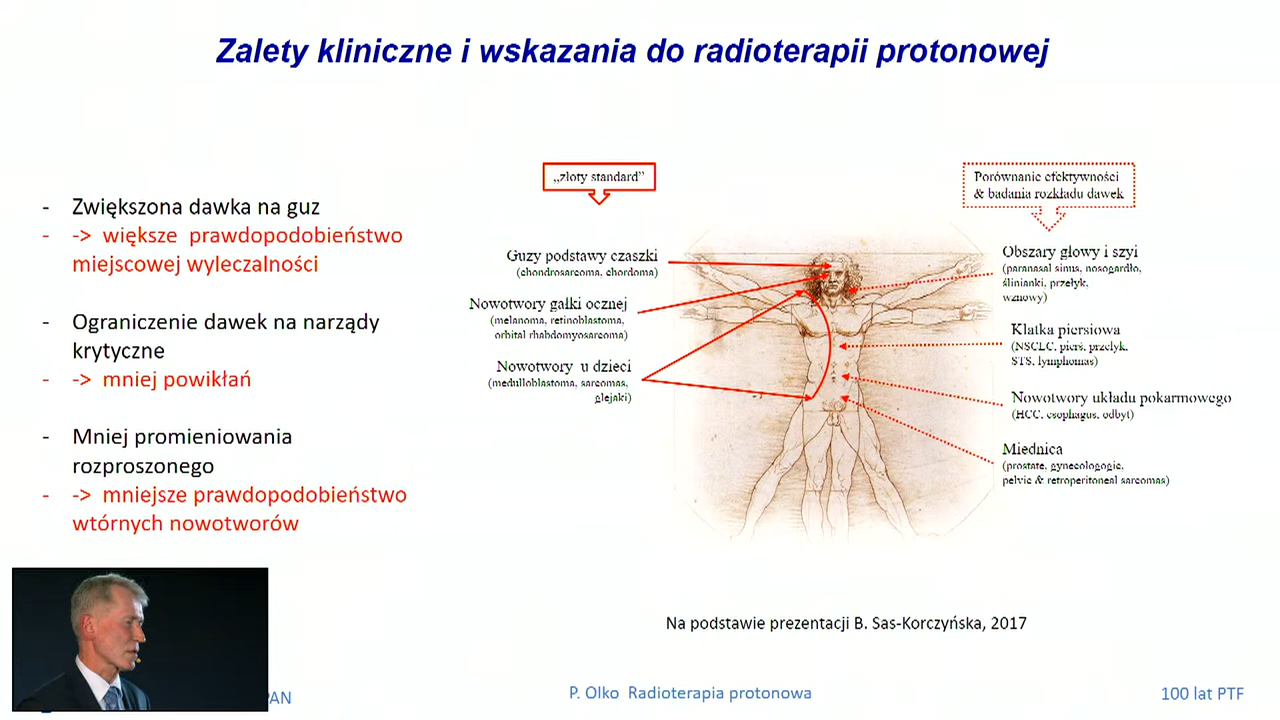 Zalety kliniczne i wskazania do radioterapii protonowej
- Zwiększona dawka na guz
- -> większe prawdopodobieństwo
miejscowej wyleczalności
- Ograniczenie dawek na narządy
krytyczne
- -> mniej powikłań
- Mniej promieniowania
rozproszonego
- -> mniejsze prawdopodobieństwo
wtórnych nowotworów
„złoty standard”
Guzy podstawy czaszki
(chondrosarcoma, chordoma)
Nowotwory gałki ocznej
(melanoma, retinoblastoma,
orbital rhabdomyosarcoma)
Nowotwory u dzieci
(medulloblastoma, sarcomas,
glejaki)
Porównanie efektywności
& badania rozkładu dawek
Obszary głowy i szyi
(paranasal sinus, nosogardło,
ślinianki, przełyk,
wznowy)
Klatka piersiowa
(NSCLC, pierś, przełyk,
STS, lymphomas)
Nowotwory układu pokarmowego
(HCC, esophagus, odbyt)
Miednica
(prostate, gynecologic,
pelvic & retroperitoneal sarcomas)
Na podstawie prezentacji B. Sas-Korczyńska, 2017
PAN
P. Olko Radioterapia protonowa
100 lat PTF